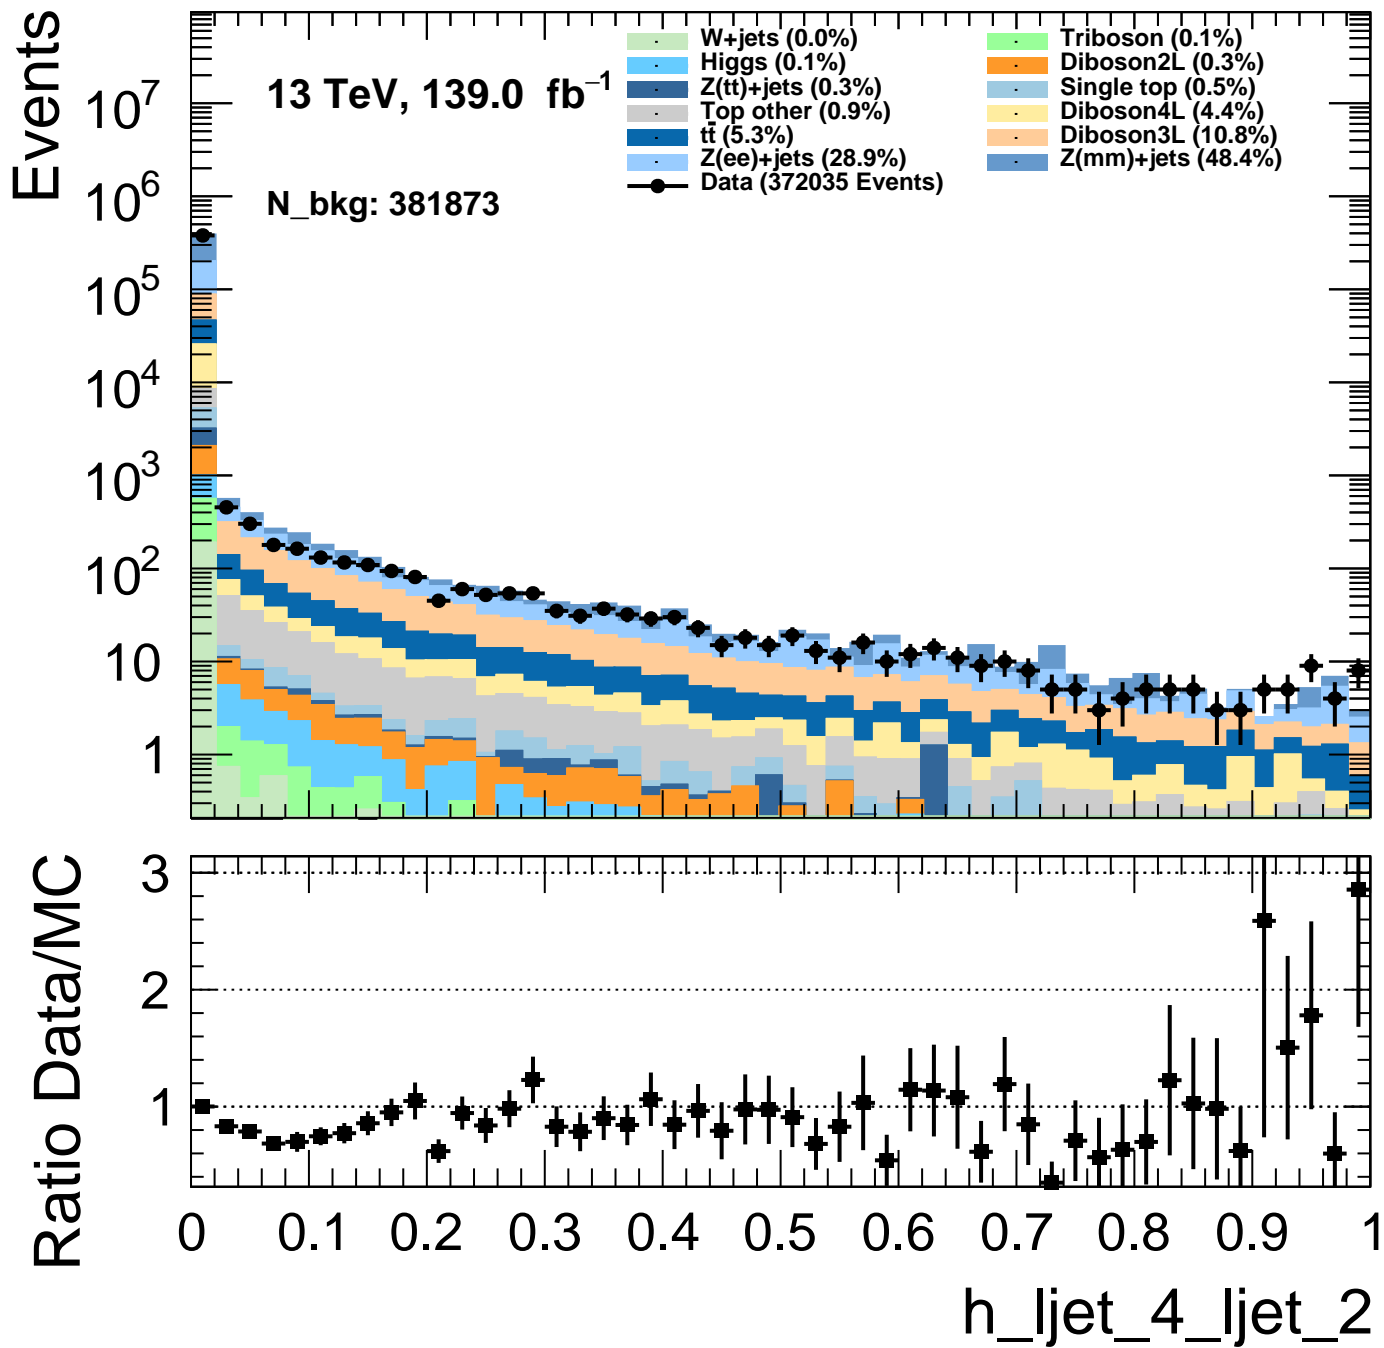 Events
10^7
10^6
10^5
10^4
10^3
10^2
10
1
13 TeV, 139.0 fb^−1
N_bkg: 381873
W+jets (0.0%)
Higgs (0.1%)
Z(tt)+jets (0.3%)
Top other (0.9%)
tt̄ (5.3%)
Z(ee)+jets (28.9%)
Data (372035 Events)
Triboson (0.1%)
Diboson2L (0.3%)
Single top (0.5%)
Diboson4L (4.4%)
Diboson3L (10.8%)
Z(mm)+jets (48.4%)
Ratio Data/MC
3
2
1
0 0.1 0.2 0.3 0.4 0.5 0.6 0.7 0.8 0.9 1
h_ljet_4_ljet_2